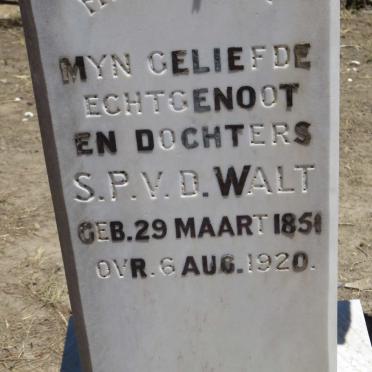 MYN GELIEFDE
ECHTGENOOT
EN DOCHTERS
S.P.V.D. WALT
GEB. 29 MAART 1851
OVR. 6 AUG. 1920.